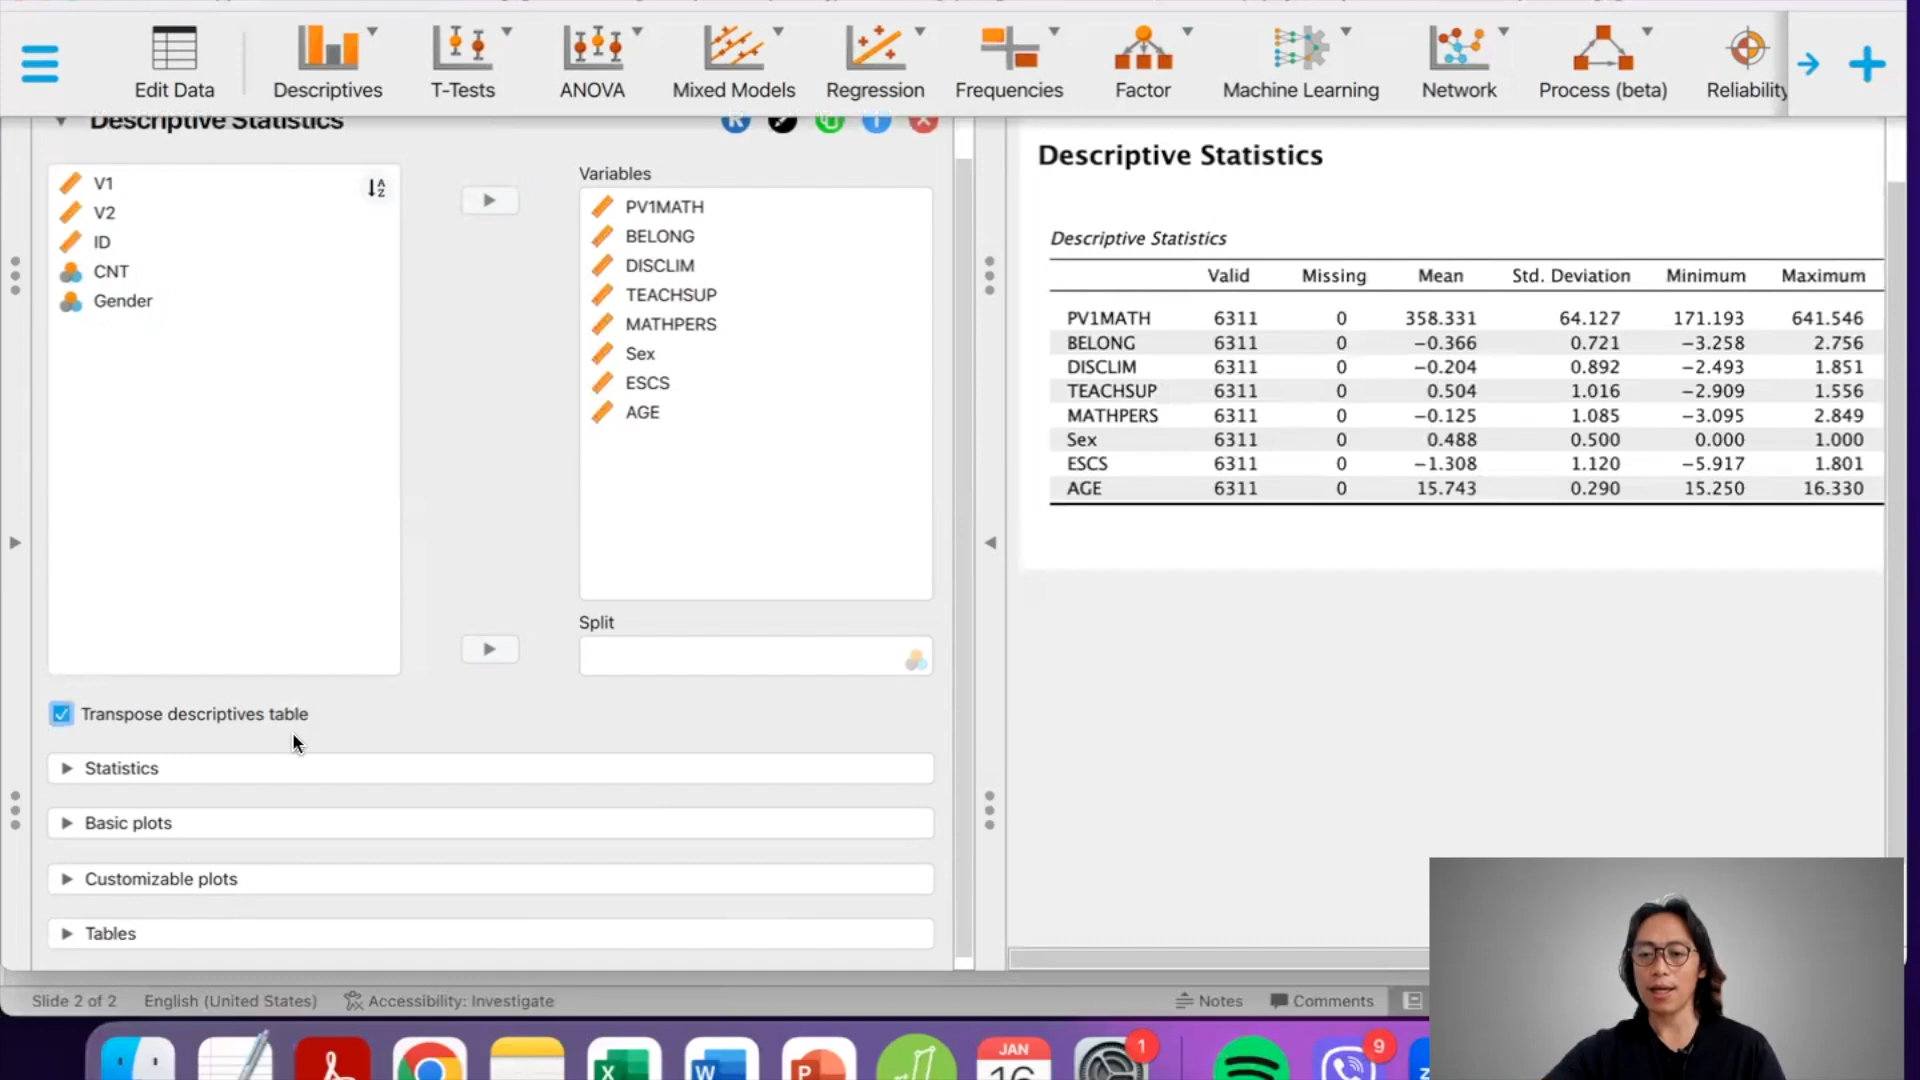 Edit Data
Descriptives
T-Tests
ANOVA
Mixed Models
Regression
Frequencies
Factor
Machine Learning
Network
Process (beta)
Reliability
Descriptive Statistics
V1
V2
ID
CNT
Gender
Variables
PV1MATH
BELONG
DISCLIM
TEACHSUP
MATHPERS
Sex
ESCS
AGE
Split
Transpose descriptives table
Statistics
Basic plots
Customizable plots
Tables
Descriptive Statistics
Descriptive Statistics
Valid Missing Mean Std. Deviation Minimum Maximum
PV1MATH 6311 0 358.331 64.127 171.193 641.546
BELONG 6311 0 −0.366 0.721 −3.258 2.756
DISCLIM 6311 0 −0.204 0.892 −2.493 1.851
TEACHSUP 6311 0 0.504 1.016 −2.909 1.556
MATHPERS 6311 0 −0.125 1.085 −3.095 2.849
Sex 6311 0 0.488 0.500 0.000 1.000
ESCS 6311 0 −1.308 1.120 −5.917 1.801
AGE 6311 0 15.743 0.290 15.250 16.330
Slide 2 of 2 English (United States) Accessibility: Investigate Notes Comments
JAN
16
1
9
X
W
P